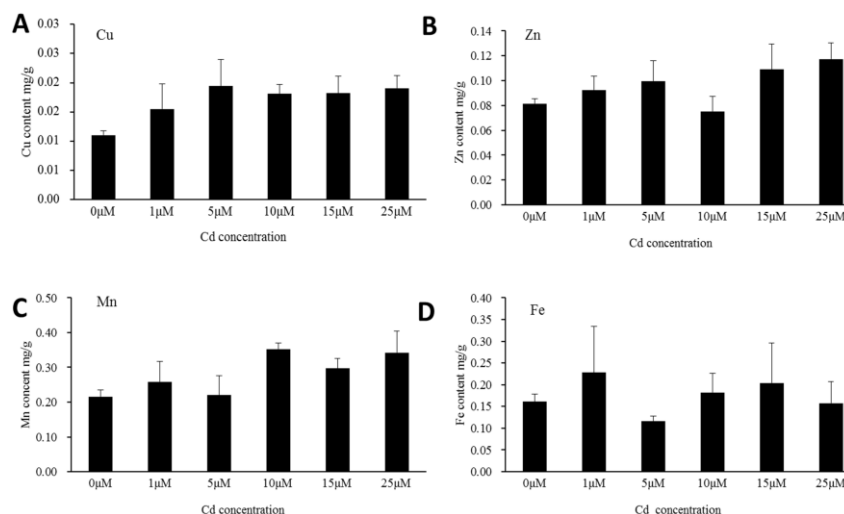 A
Cu
0.03
0.03
0.02
0.02
0.01
0.01
0.00
Cu content mg/g
0μM 1μM 5μM 10μM 15μM 25μM
Cd concentration
B
Zn
0.14
0.12
0.10
0.08
0.06
0.04
0.02
0.00
Zn content mg/g
0μM 1μM 5μM 10μM 15μM 25μM
Cd concentration
C
Mn
0.50
0.40
0.30
0.20
0.10
0.00
Mn concent mg/g
0μM 1μM 5μM 10μM 15μM 25μM
Cd concentration
D
Fe
0.40
0.35
0.30
0.25
0.20
0.15
0.10
0.05
0.00
Fe content mg/g
0μM 1μM 5μM 10μM 15μM 25μM
Cd concentration